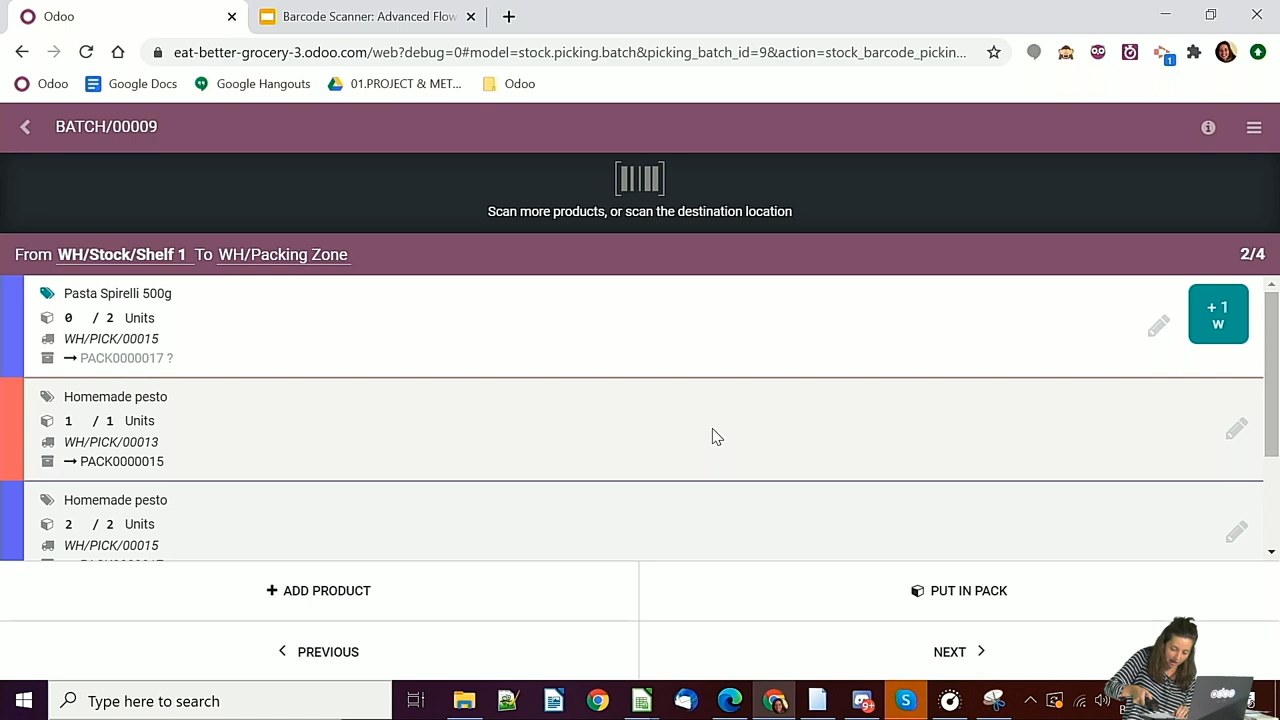 Odoo
Barcode Scanner: Advanced Flow
eat-better-grocery-3.odoo.com/web?debug=0#model=stock.picking.batch&picking_batch_id=9&action=stock_barcode_pickin...
1
Odoo
Google Docs
Google Hangouts
01.PROJECT & MET...
Odoo
BATCH/00009
Scan more products, or scan the destination location
From WH/Stock/Shelf 1 To WH/Packing Zone
2/4
Pasta Spirelli 500g
0 / 2 Units
WH/PICK/00015
→ PACK0000017 ?
+ 1
W
Homemade pesto
1 / 1 Units
WH/PICK/00013
→ PACK0000015
Homemade pesto
2 / 2 Units
WH/PICK/00015
+ ADD PRODUCT
PUT IN PACK
< PREVIOUS
NEXT >
odoo
Type here to search